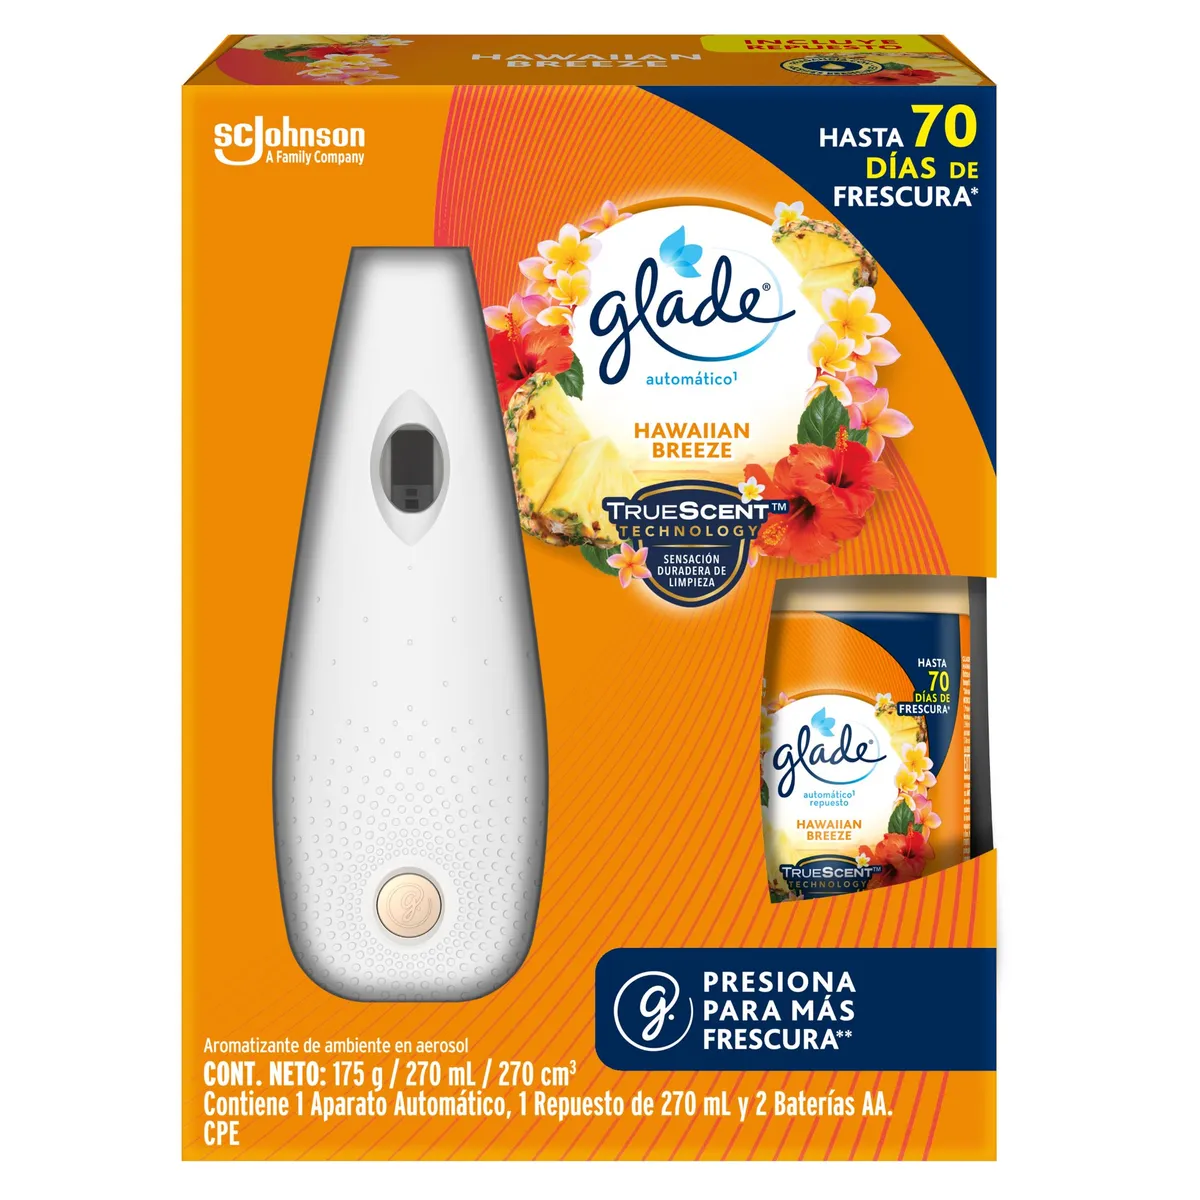 HAWAIIAN
BREEZE
INCLUYE
REPUESTO
SCJohnson
A Family Company
HASTA 70
DÍAS DE
FRESCURA*
glade®
automático¹
HAWAIIAN
BREEZE
TRUESCENT™
TECHNOLOGY
SENSACIÓN
DURADERA DE
LIMPIEZA
HASTA
70
DÍAS DE
FRESCURA*
glade®
automático¹
repuesto
HAWAIIAN
BREEZE
TRUESCENT™
TECHNOLOGY
g.
g.
PRESIONA
PARA MÁS
FRESCURA**
Aromatizante de ambiente en aerosol
CONT. NETO: 175 g / 270 mL / 270 cm³
Contiene 1 Aparato Automático, 1 Repuesto de 270 mL y 2 Baterías AA.
CPE